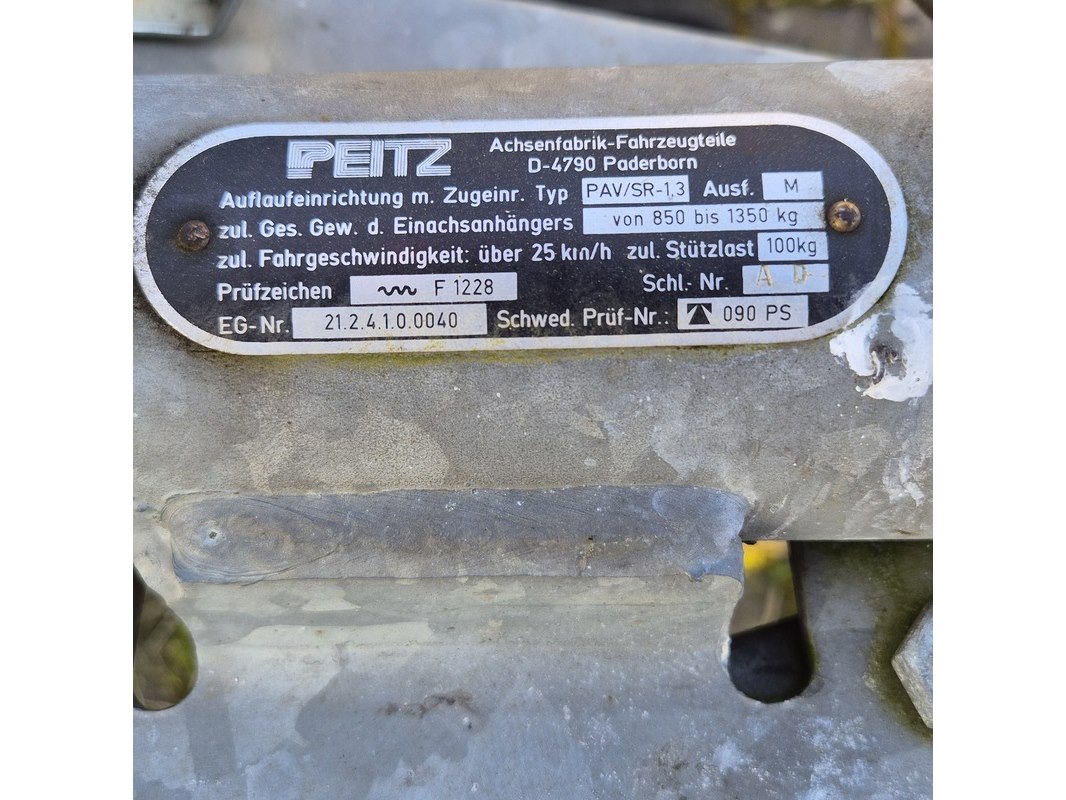 PEITZ Achsenfabrik-Fahrzeugteile
D-4790 Paderborn
Auflaufeinrichtung m. Zugeinr. Typ PAV/SR-1,3 Ausf. M
zul. Ges. Gew. d. Einachsanhängers von 850 bis 1350 kg
zul. Fahrgeschwindigkeit: über 25 km/h zul. Stützlast 100kg
Prüfzeichen F 1228 Schl.- Nr. A D
EG-Nr. 21.2.4.1.0.0040 Schwed. Prüf-Nr.: 090 PS